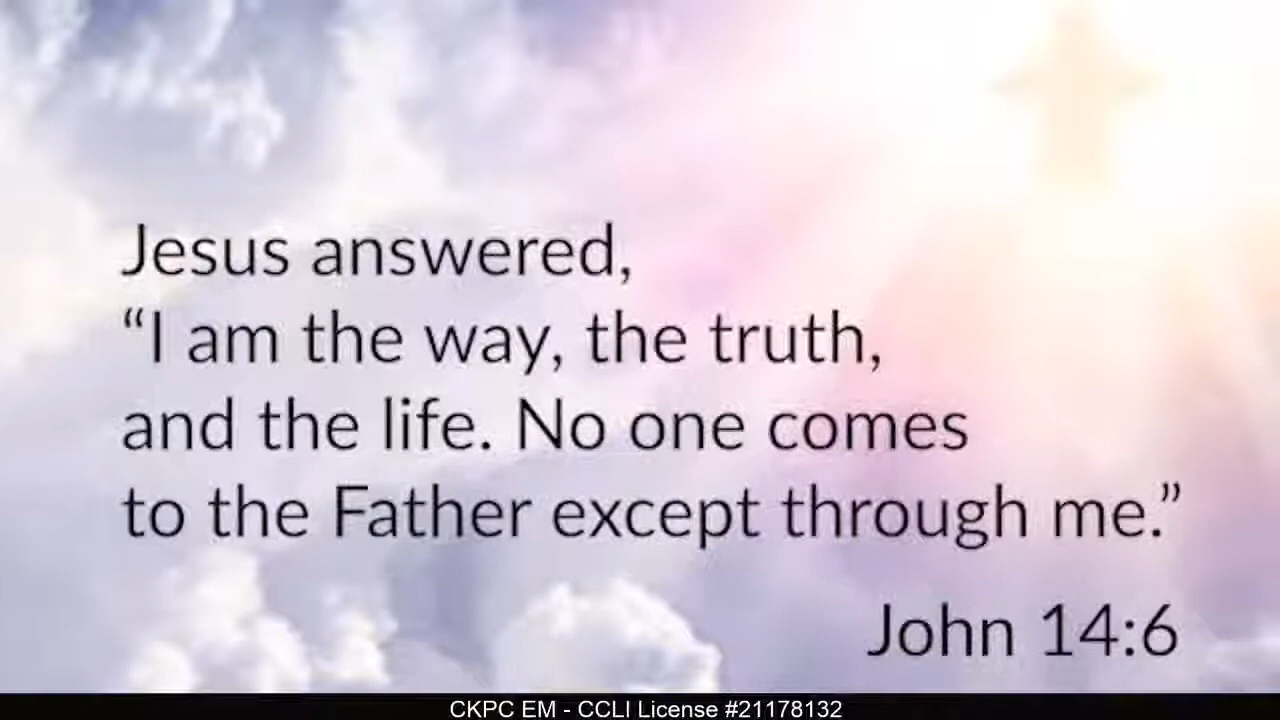 Jesus answered,
“I am the way, the truth,
and the life. No one comes
to the Father except through me.”
John 14:6
CKPC EM - CCLI License #21178132